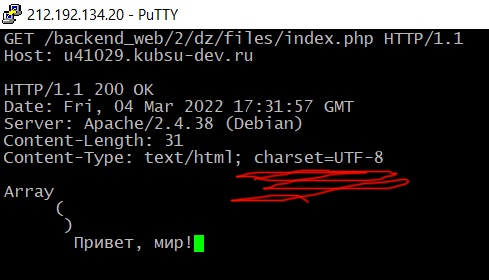 212.192.134.20 - PuTTY
GET /backend_web/2/dz/files/index.php HTTP/1.1
Host: u41029.kubsu-dev.ru
HTTP/1.1 200 OK
Date: Fri, 04 Mar 2022 17:31:57 GMT
Server: Apache/2.4.38 (Debian)
Content-Length: 31
Content-Type: text/html; charset=UTF-8
Array
(
)
Привет, мир!